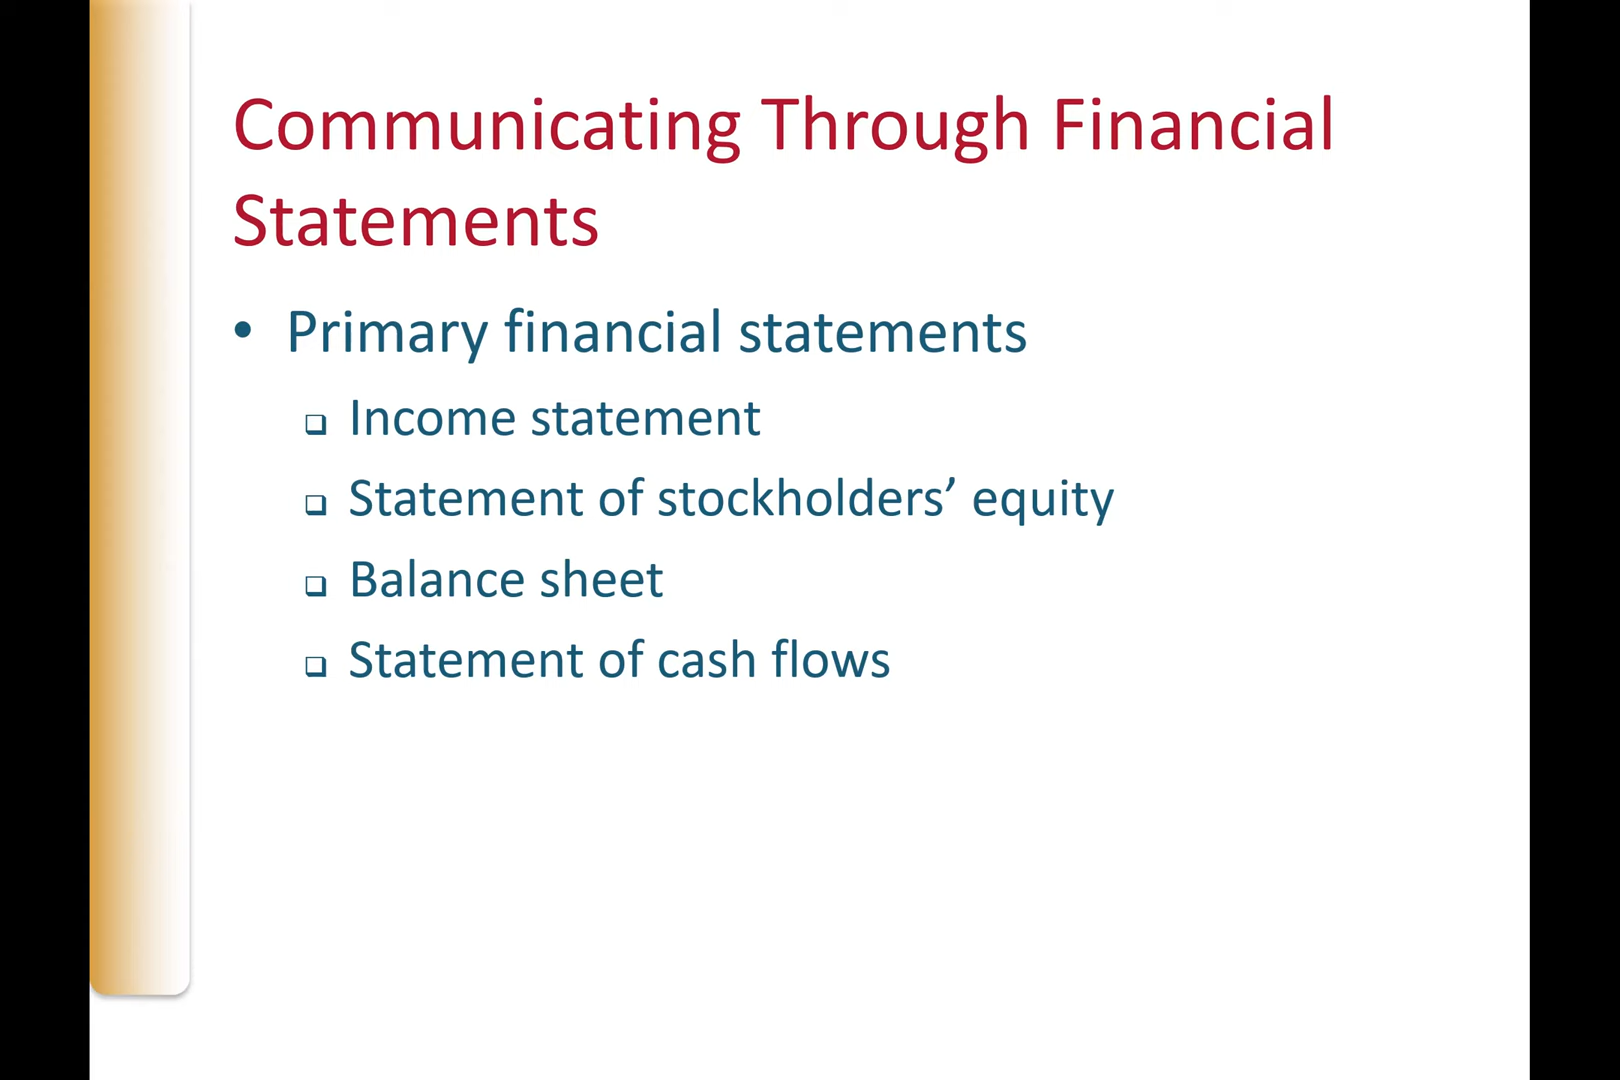 Communicating Through Financial
Statements
• Primary financial statements
❑ Income statement
❑ Statement of stockholders’ equity
❑ Balance sheet
❑ Statement of cash flows